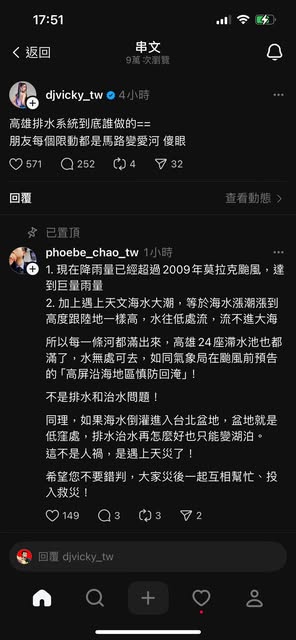 17:51
返回
串文
9萬 次瀏覽
djvicky_tw 4小時
高雄排水系統到底誰做的==
朋友每個限動都是馬路變愛河 傻眼
571 252 4 32
回覆
查看動態
已置頂
phoebe_chao_tw 1小時
1. 現在降雨量已經超過2009年莫拉克颱風，達
到巨量雨量
2. 加上遇上天文海水大潮，等於海水漲潮漲到
高度跟陸地一樣高，水往低處流，流不進大海
所以每一條河都滿出來，高雄24座滯水池也都
滿了，水無處可去，如同氣象局在颱風前預告
的「高屏沿海地區慎防回淹」！
不是排水和治水問題！
同理，如果海水倒灌進入台北盆地，盆地就是
低窪處，排水治水再怎麼好也只能變湖泊。
這不是人禍，是遇上天災了！
希望您不要錯判，大家災後一起互相幫忙、投
入救災！
149 3 3 2
回覆 djvicky_tw